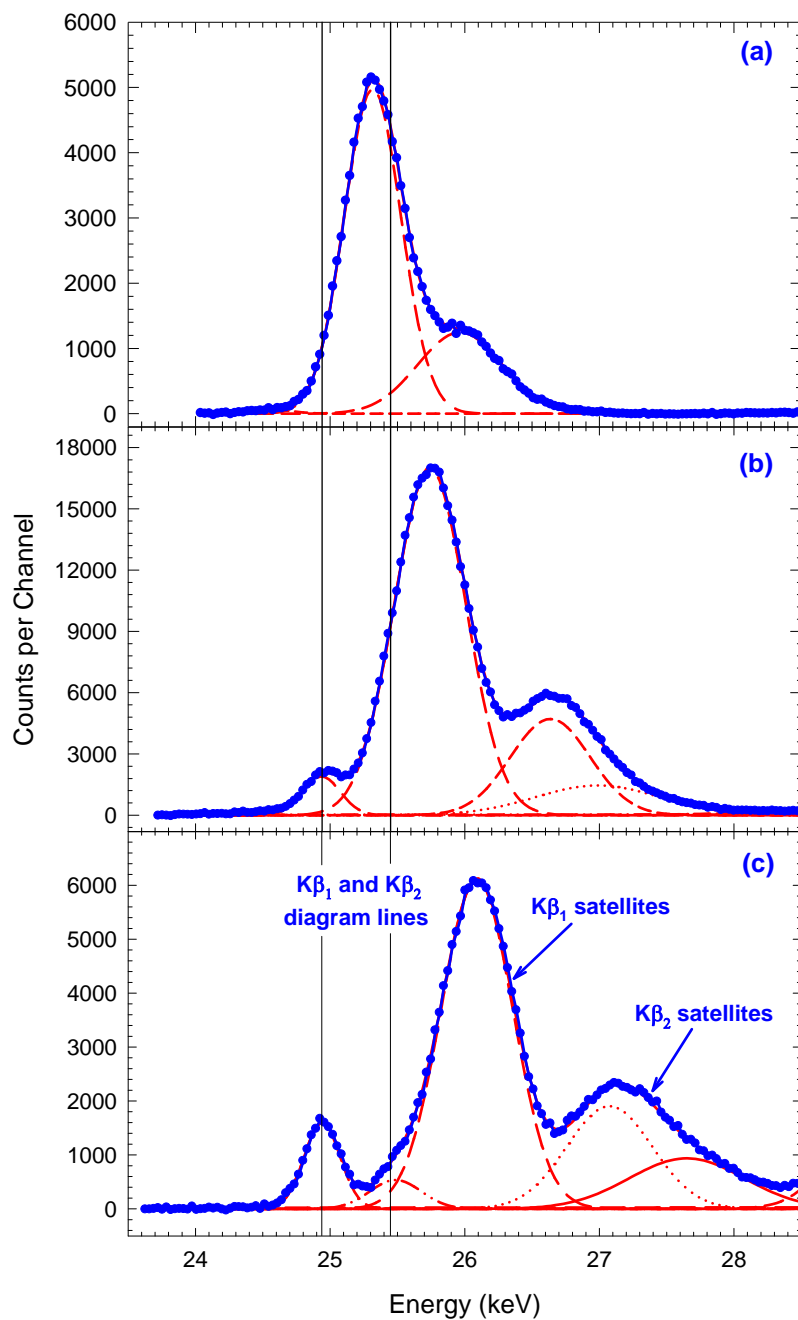 6000
(a)
5000
4000
3000
2000
1000
0
18000
(b)
15000
12000
9000
6000
3000
0
Counts per Channel
(c)
6000
Kβ₁ and Kβ₂
diagram lines
Kβ₁ satellites
5000
4000
Kβ₂ satellites
3000
2000
1000
0
24 25 26 27 28
Energy (keV)